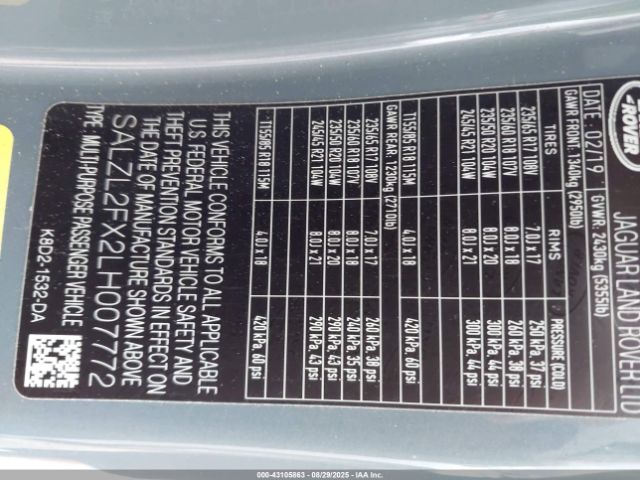 ROVER
JAGUAR LAND ROVER LTD
DATE: 02/19 GVWR: 2430kg (5355lb)
GAWR FRONT: 1340kg (2950lb)
TIRES RIMS PRESSURE (COLD)
235/65 R17 108V 7.0J x 17 250 kPa, 37 psi
235/60 R18 107V 8.0J x 18 260 kPa, 38 psi
235/50 R20 104W 8.0J x 20 300 kPa, 44 psi
245/45 R21 104W 8.0J x 21 300 kPa, 44 psi
T155/85 R18 115M 4.0J x 18 420 kPa, 60 psi
GAWR REAR: 1230kg (2710lb)
235/65 R17 108V 7.0J x 17 260 kPa, 38 psi
235/60 R18 107V 8.0J x 18 240 kPa, 35 psi
235/50 R20 104W 8.0J x 20 290 kPa, 43 psi
245/45 R21 104W 8.0J x 21 290 kPa, 43 psi
T155/85 R18 115M 4.0J x 18 420 kPa, 60 psi
THIS VEHICLE CONFORMS TO ALL APPLICABLE
U.S. FEDERAL MOTOR VEHICLE SAFETY AND
THEFT PREVENTION STANDARDS IN EFFECT ON
THE DATE OF MANUFACTURE SHOWN ABOVE
SALZL2FX2LH007772
TYPE: MULTI-PURPOSE PASSENGER VEHICLE
K8D2-1532-DA
000-43105863 - 08/29/2025 - IAAI.COM